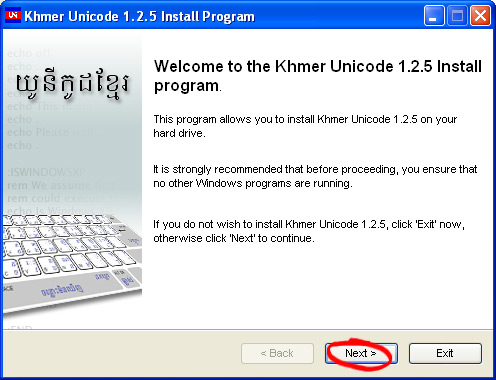 Khmer Unicode 1.2.5 Install Program
យូនីកូដខ្មែរ
Welcome to the Khmer Unicode 1.2.5 Install
program.
This program allows you to install Khmer Unicode 1.2.5 on your
hard drive.
It is strongly recommended that before proceeding, you ensure that
no other Windows programs are running.
If you do not wish to install Khmer Unicode 1.2.5, click 'Exit' now,
otherwise click 'Next' to continue.
< Back
Next >
Exit